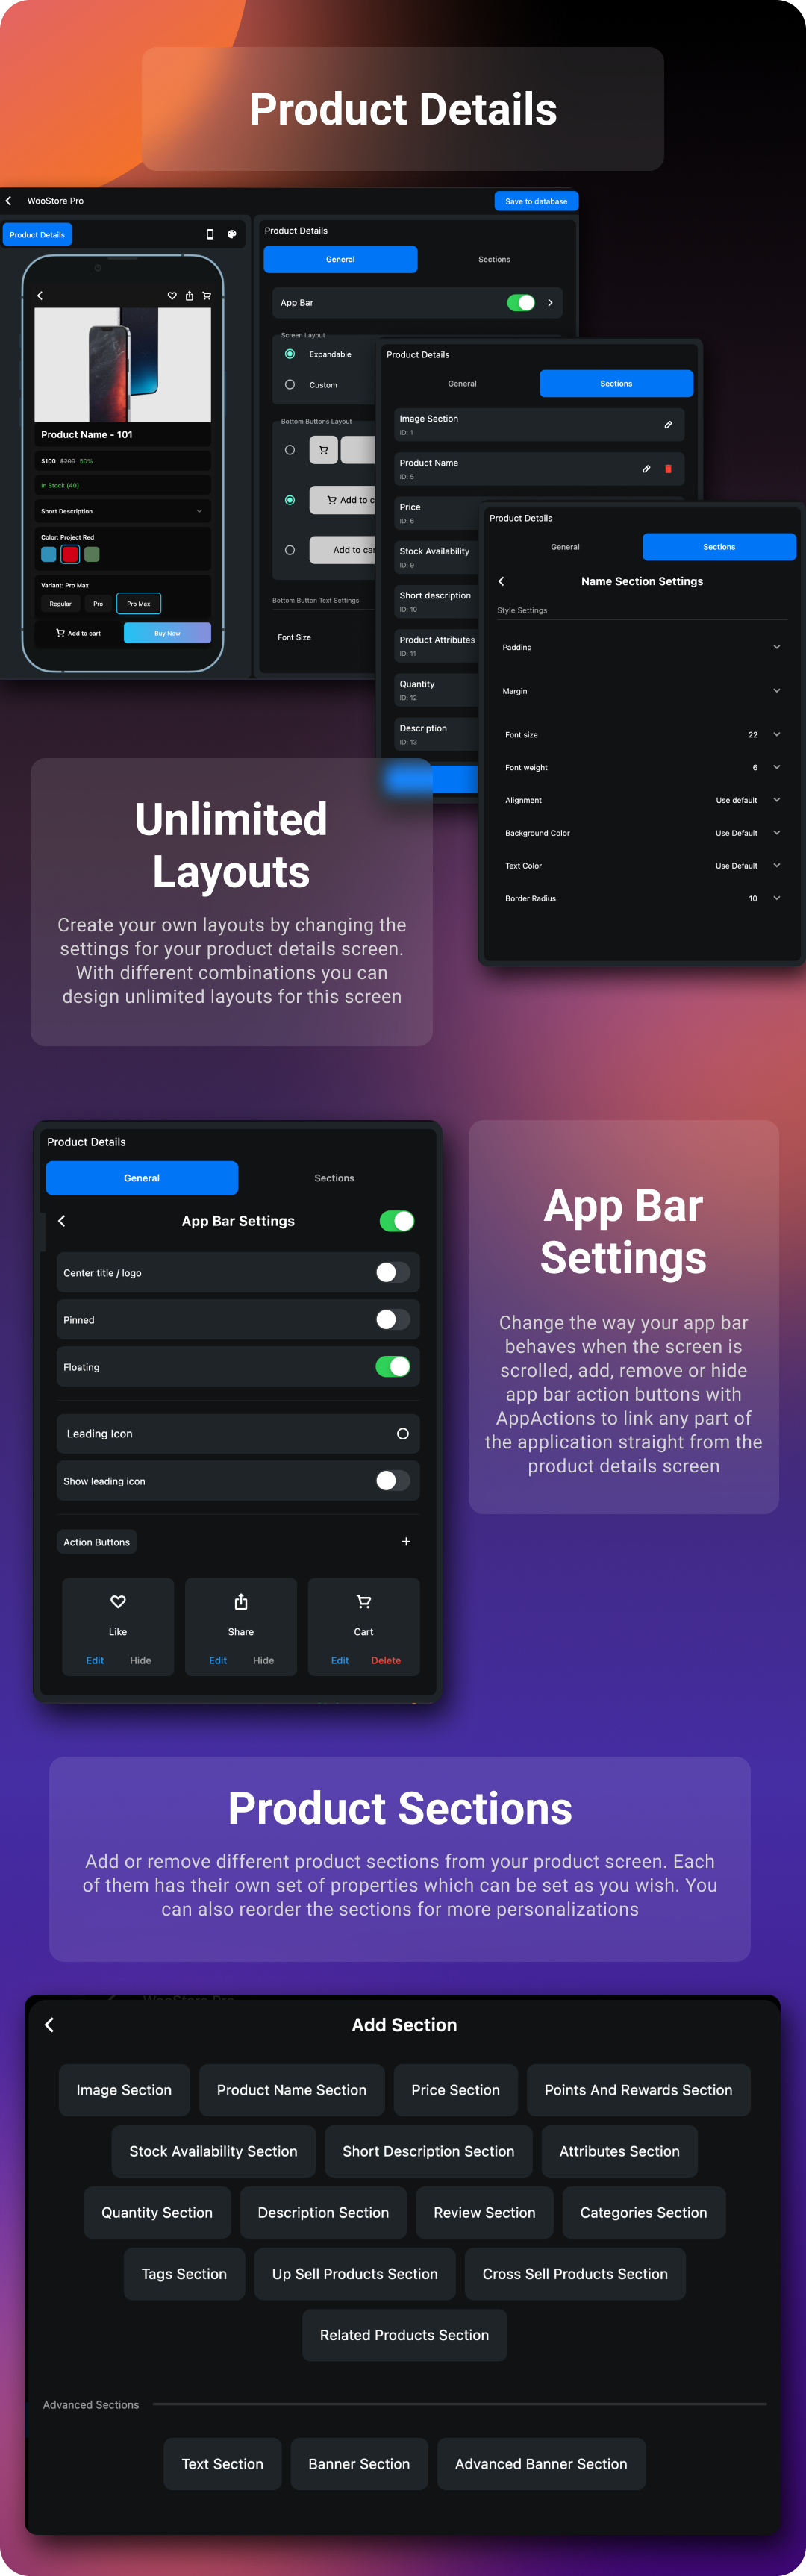 Product Details
WooStore Pro
Save to database
Product Details
Product Name - 101
$100 $200 50%
In Stock (40)
Short Description
Color: Project Red
Variant: Pro Max
Regular
Pro
Pro Max
Add to cart
Buy Now
Product Details
General
Sections
App Bar
Screen Layout
Expandable
Custom
Bottom Buttons Layout
Bottom Button Text Settings
Font Size
Product Details
General
Sections
Image Section
ID: 1
Product Name
ID: 5
Price
ID: 6
Stock Availability
ID: 9
Short description
ID: 10
Product Attributes
ID: 11
Quantity
ID: 12
Description
ID: 13
Product Details
General
Sections
Name Section Settings
Style Settings
Padding
Margin
Font size 22
Font weight 6
Alignment Use default
Background Color Use Default
Text Color Use Default
Border Radius 10
Unlimited
Layouts
Create your own layouts by changing the
settings for your product details screen.
With different combinations you can
design unlimited layouts for this screen
Product Details
General
Sections
App Bar Settings
Center title / logo
Pinned
Floating
Leading Icon
Show leading icon
Action Buttons
Like
Share
Cart
Edit Hide
Edit Hide
Edit Delete
App Bar
Settings
Change the way your app bar
behaves when the screen is
scrolled, add, remove or hide
app bar action buttons with
AppActions to link any part of
the application straight from the
product details screen
Product Sections
Add or remove different product sections from your product screen. Each
of them has their own set of properties which can be set as you wish. You
can also reorder the sections for more personalizations
Add Section
Image Section
Product Name Section
Price Section
Points And Rewards Section
Stock Availability Section
Short Description Section
Attributes Section
Quantity Section
Description Section
Review Section
Categories Section
Tags Section
Up Sell Products Section
Cross Sell Products Section
Related Products Section
Advanced Sections
Text Section
Banner Section
Advanced Banner Section